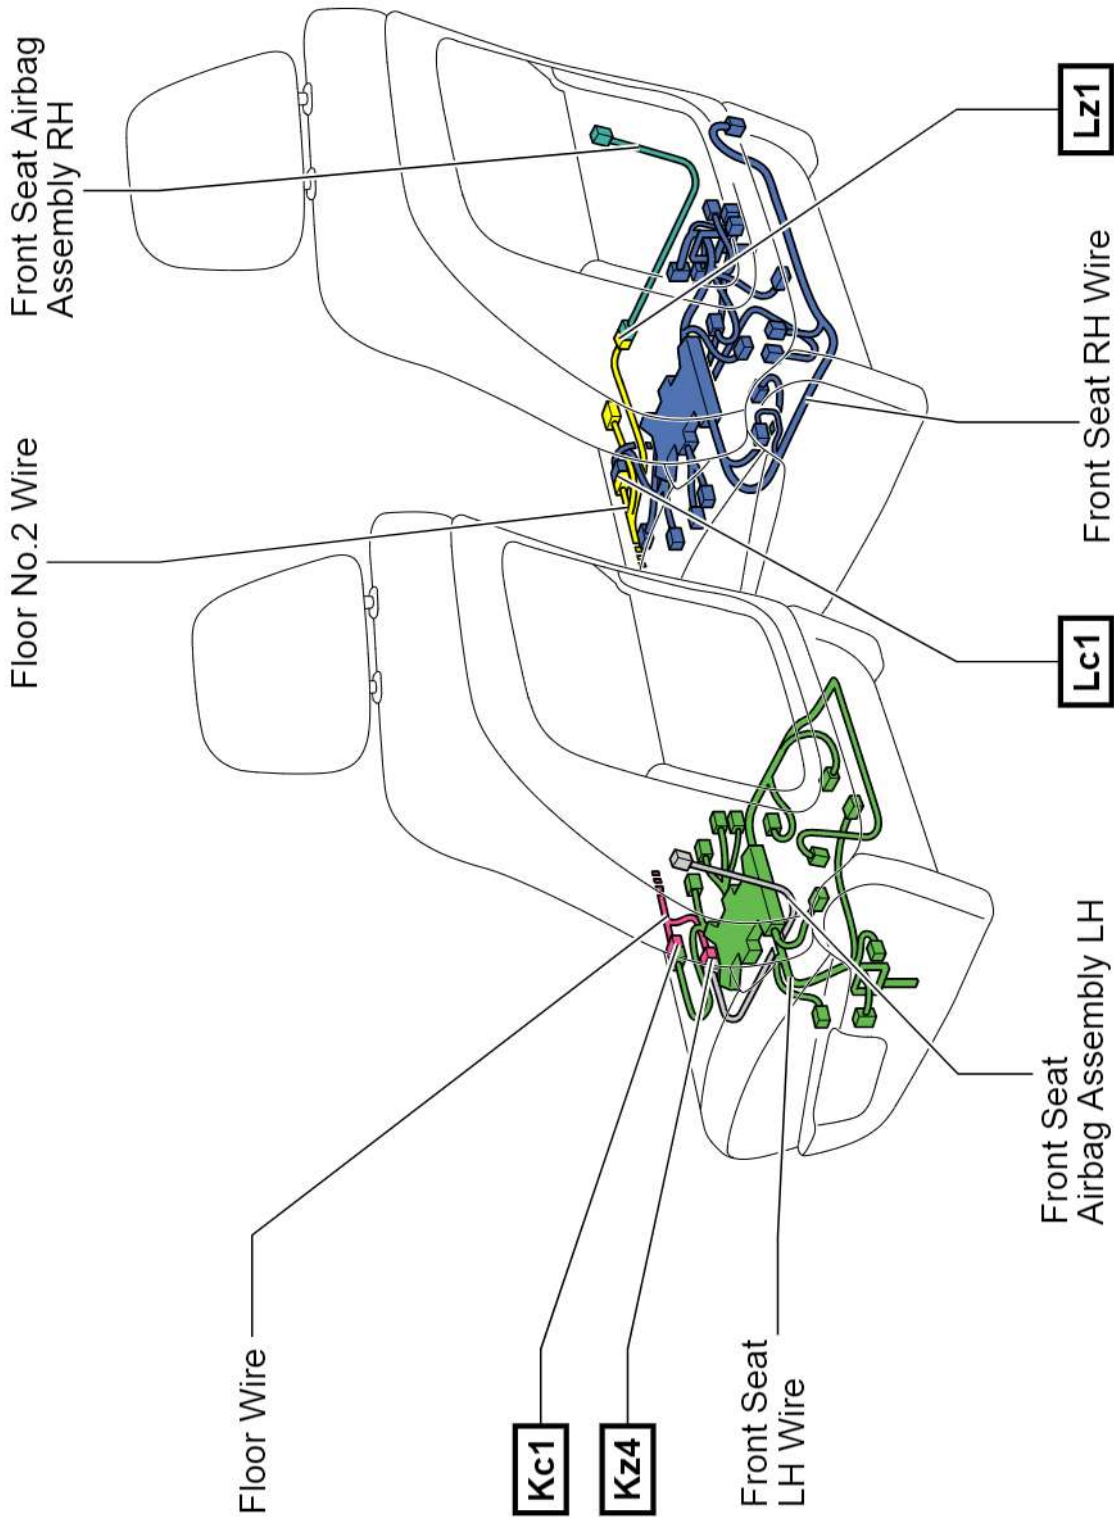 Floor No.2 Wire
Front Seat Airbag
Assembly RH
Floor Wire
Kc1
Kz4
Front Seat
LH Wire
Front Seat
Airbag Assembly LH
Lc1
Front Seat RH Wire
Lz1